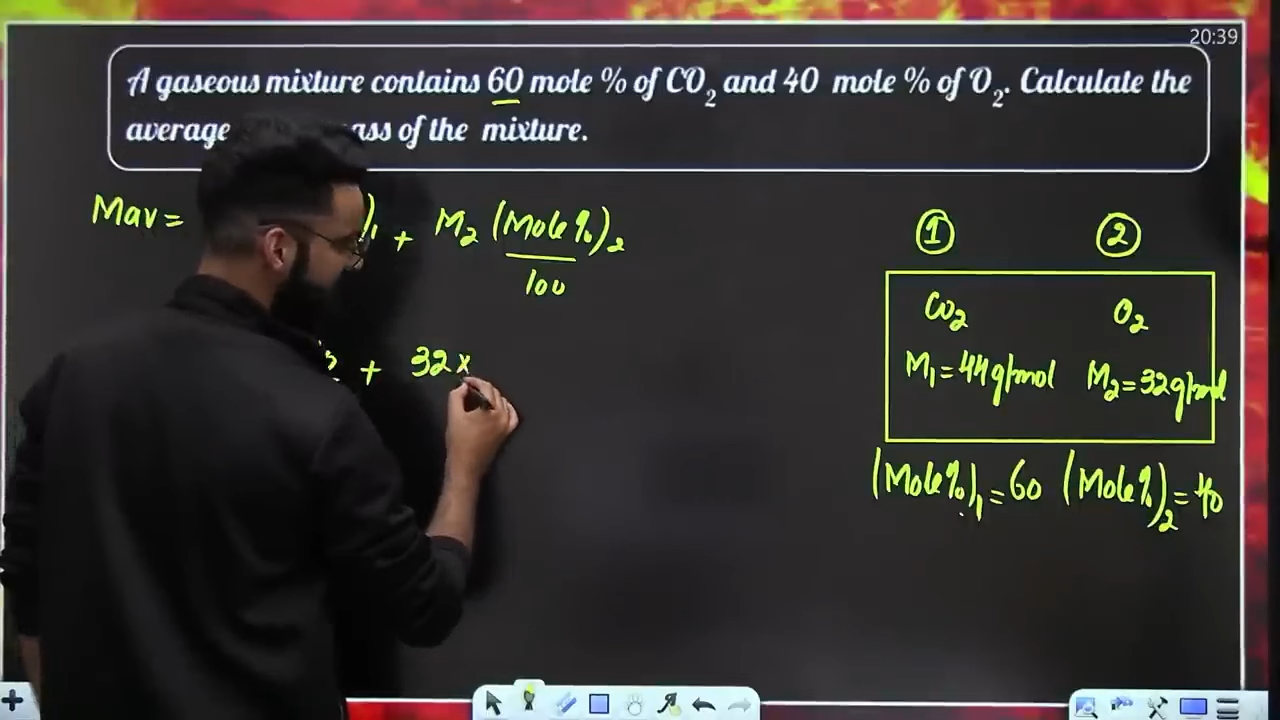 20:39
A gaseous mixture contains 60 mole % of CO2 and 40 mole % of O2. Calculate the
average ass of the mixture.
Mav = )1 + M2 (Mole %)2
100
+ 32 x
① ②
CO2 O2
M1 = 44 g/mol M2 = 32 g/mol
(Mole%)1 = 60 (Mole%)2 = 40